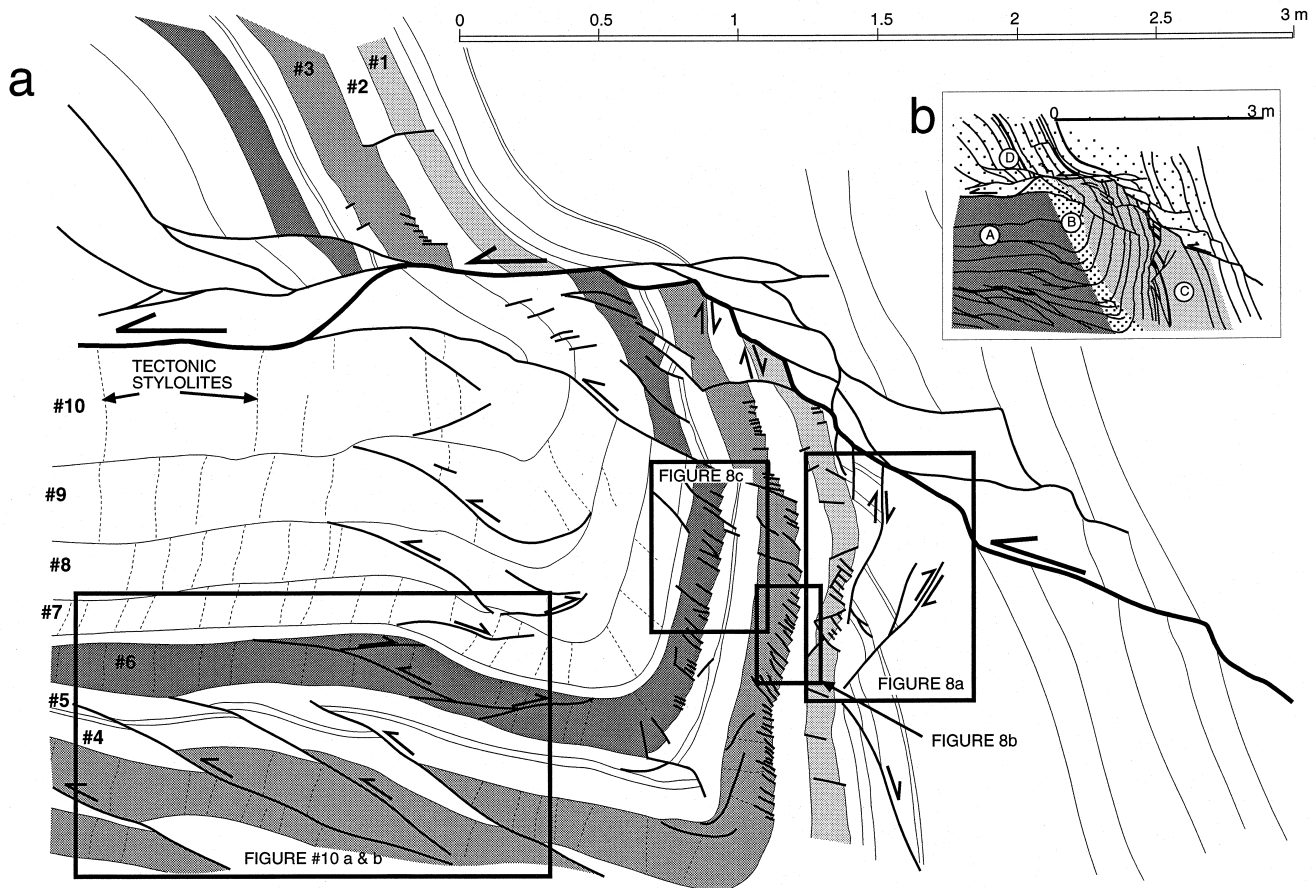 0 0.5 1 1.5 2 2.5 3 m
a
#3
#2
#1
b
0 3 m
D
A
B
C
TECTONIC
STYLOLITES
#10
#9
#8
#7
#6
#5
#4
FIGURE 8c
FIGURE 8a
FIGURE 8b
FIGURE #10 a & b